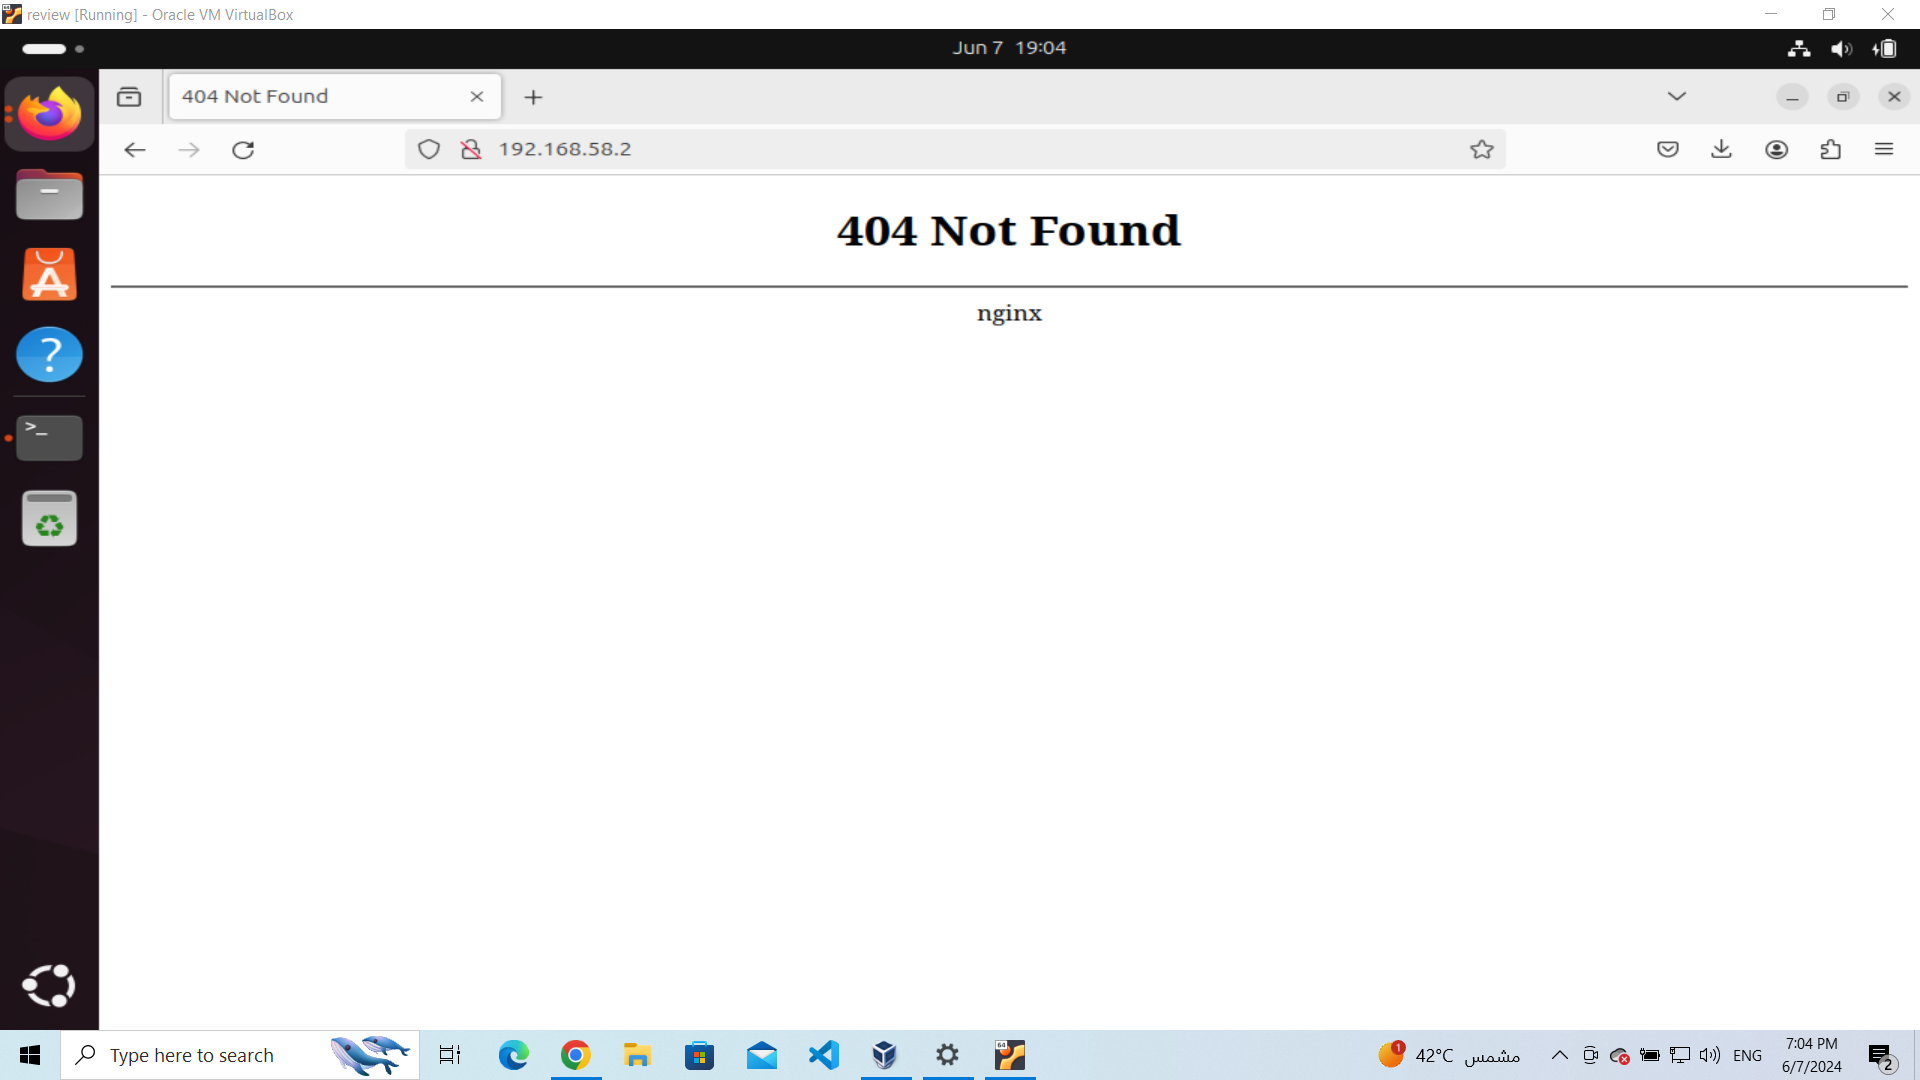 review [Running] - Oracle VM VirtualBox
Jun 7 19:04
404 Not Found
192.168.58.2
404 Not Found
nginx
Type here to search
1
42°C مشمس
ENG
7:04 PM
6/7/2024
2
64